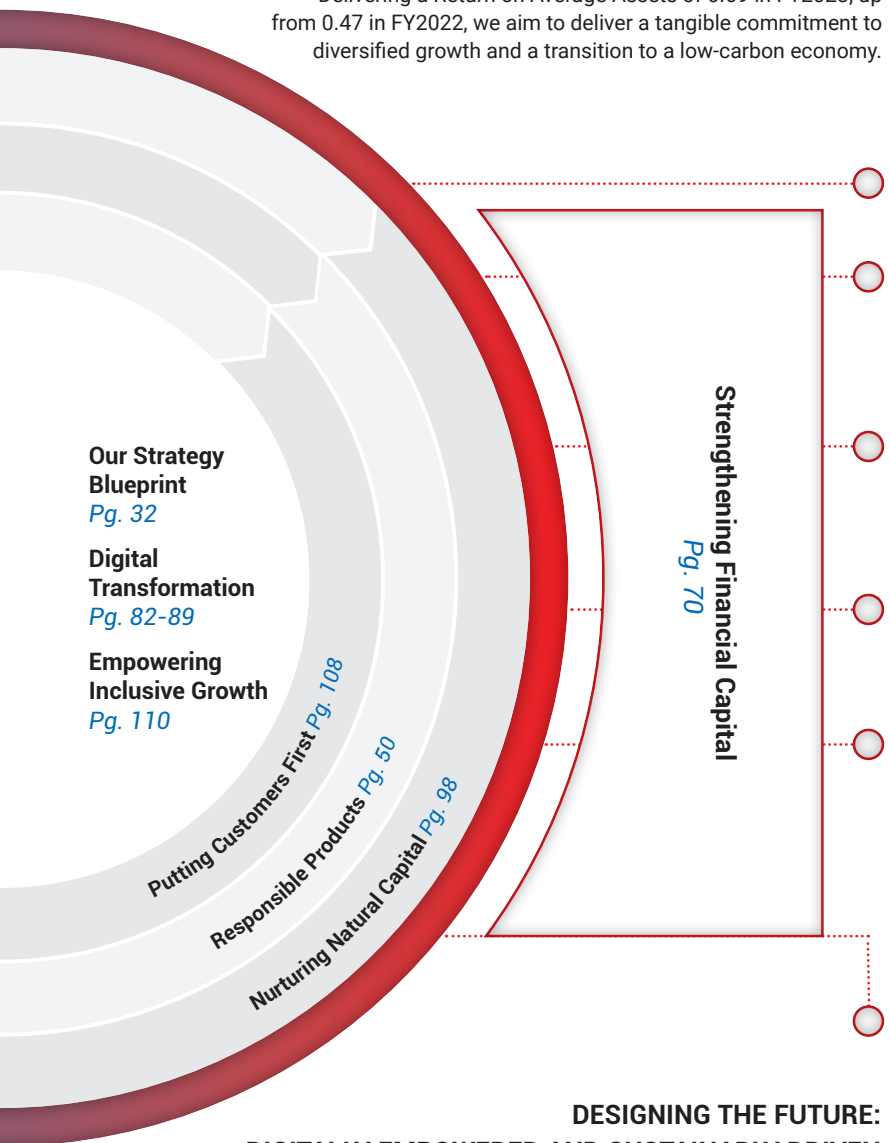 from 0.47 in FY2022, we aim to deliver a tangible commitment to
diversified growth and a transition to a low-carbon economy.
Strengthening Financial Capital
Pg. 70
Our Strategy
Blueprint
Pg. 32
Digital
Transformation
Pg. 82-89
Empowering
Inclusive Growth
Pg. 110
Putting Customers First Pg. 108
Responsible Products Pg. 50
Nurturing Natural Capital Pg. 98
DESIGNING THE FUTURE: